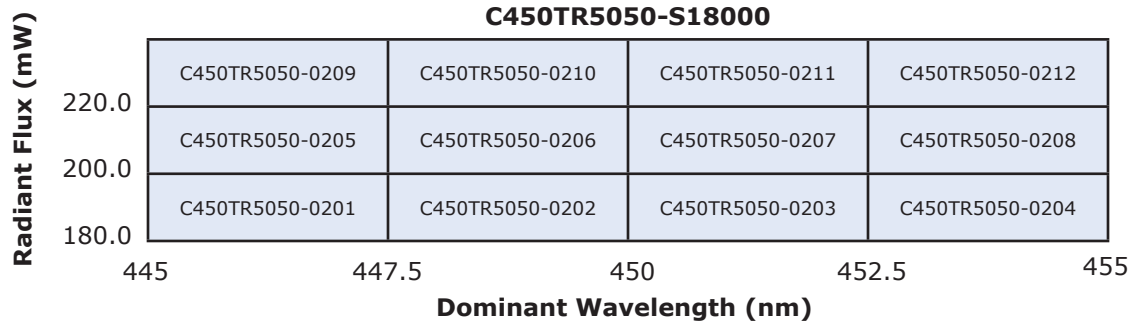 C450TR5050-S18000
Radiant Flux (mW)
C450TR5050-0209 C450TR5050-0210 C450TR5050-0211 C450TR5050-0212
220.0
C450TR5050-0205 C450TR5050-0206 C450TR5050-0207 C450TR5050-0208
200.0
C450TR5050-0201 C450TR5050-0202 C450TR5050-0203 C450TR5050-0204
180.0
445 447.5 450 452.5 455
Dominant Wavelength (nm)